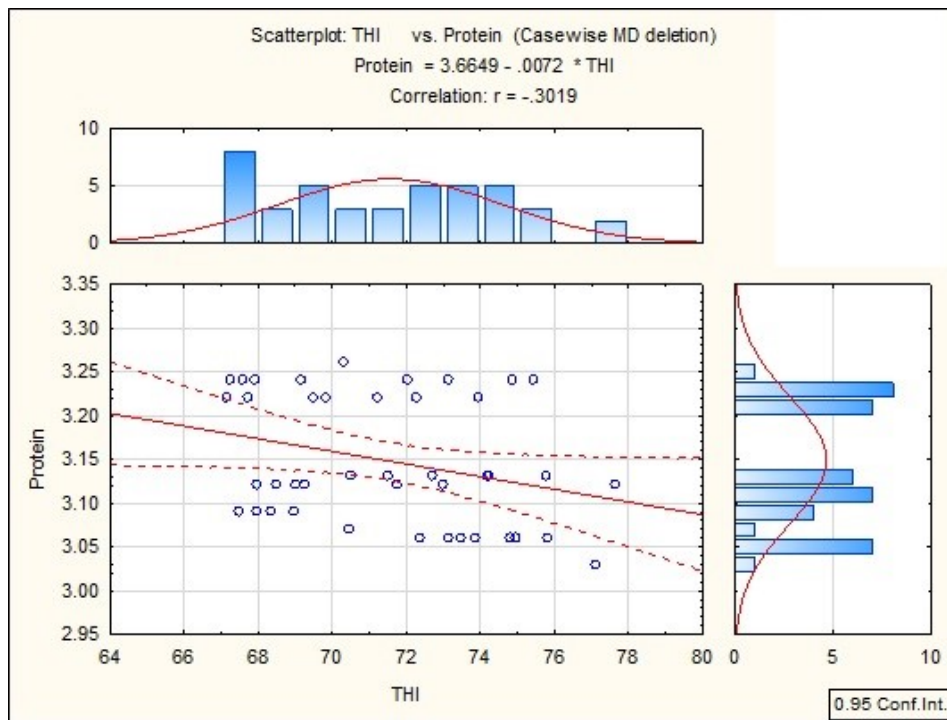 Scatterplot: THI vs. Protein (Casewise MD deletion)
Protein = 3.6649 - .0072 * THI
Correlation: r = -.3019
10
5
0
3.35
3.30
3.25
3.20
3.15
3.10
3.05
3.00
2.95
Protein
64 66 68 70 72 74 76 78 80
0 5 10
THI
0.95 Conf.Int.